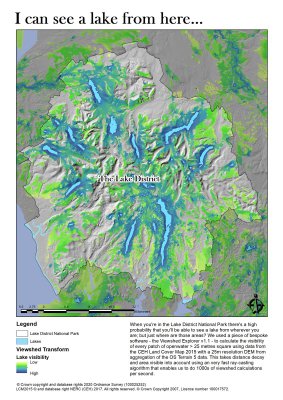 I can see a lake from here...
The Lake District
Legend
Lake District National Park
Lakes
Viewshed Transform
Lake visibility
Low
High
When you're in the Lake District National Park there's a high
probability that you'll be able to see a lake from wherever you
are; but just where are those areas? We used a piece of bespoke
software - the Viewshed Explorer v1.1 - to calculate the visibility
of every patch of openwater > 25 metres square using data from
the CEH Land Cover Map 2015 with a 25m resolution DEM from
aggregation of the OS Terrain 5 data. This takes distance decay
and area visible into account using an very fast ray-casting
algorithm that enables us to do 1000s of viewshed calculations
per second.
© Crown copyright and database rights 2020 Ordnance Survey (100025252)
LCM2015 © and database right NERC (CEH) 2017. All rights reserved. © Crown Copyright 2007, Licence number 100017572.